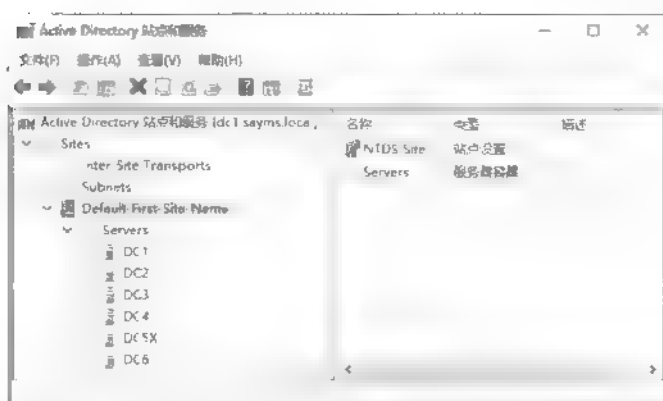 Active Directory 站点和服务
文件(F) 操作(A) 查看(V) 帮助(H)
Active Directory 站点和服务 [dc1.sayms.loca
Sites
Inter-Site Transports
Subnets
Default-First-Site-Name
Servers
DC1
DC2
DC3
DC4
DC5X
DC6
名称 类型 描述
NTDS Site 站点设置
Servers 服务器容器